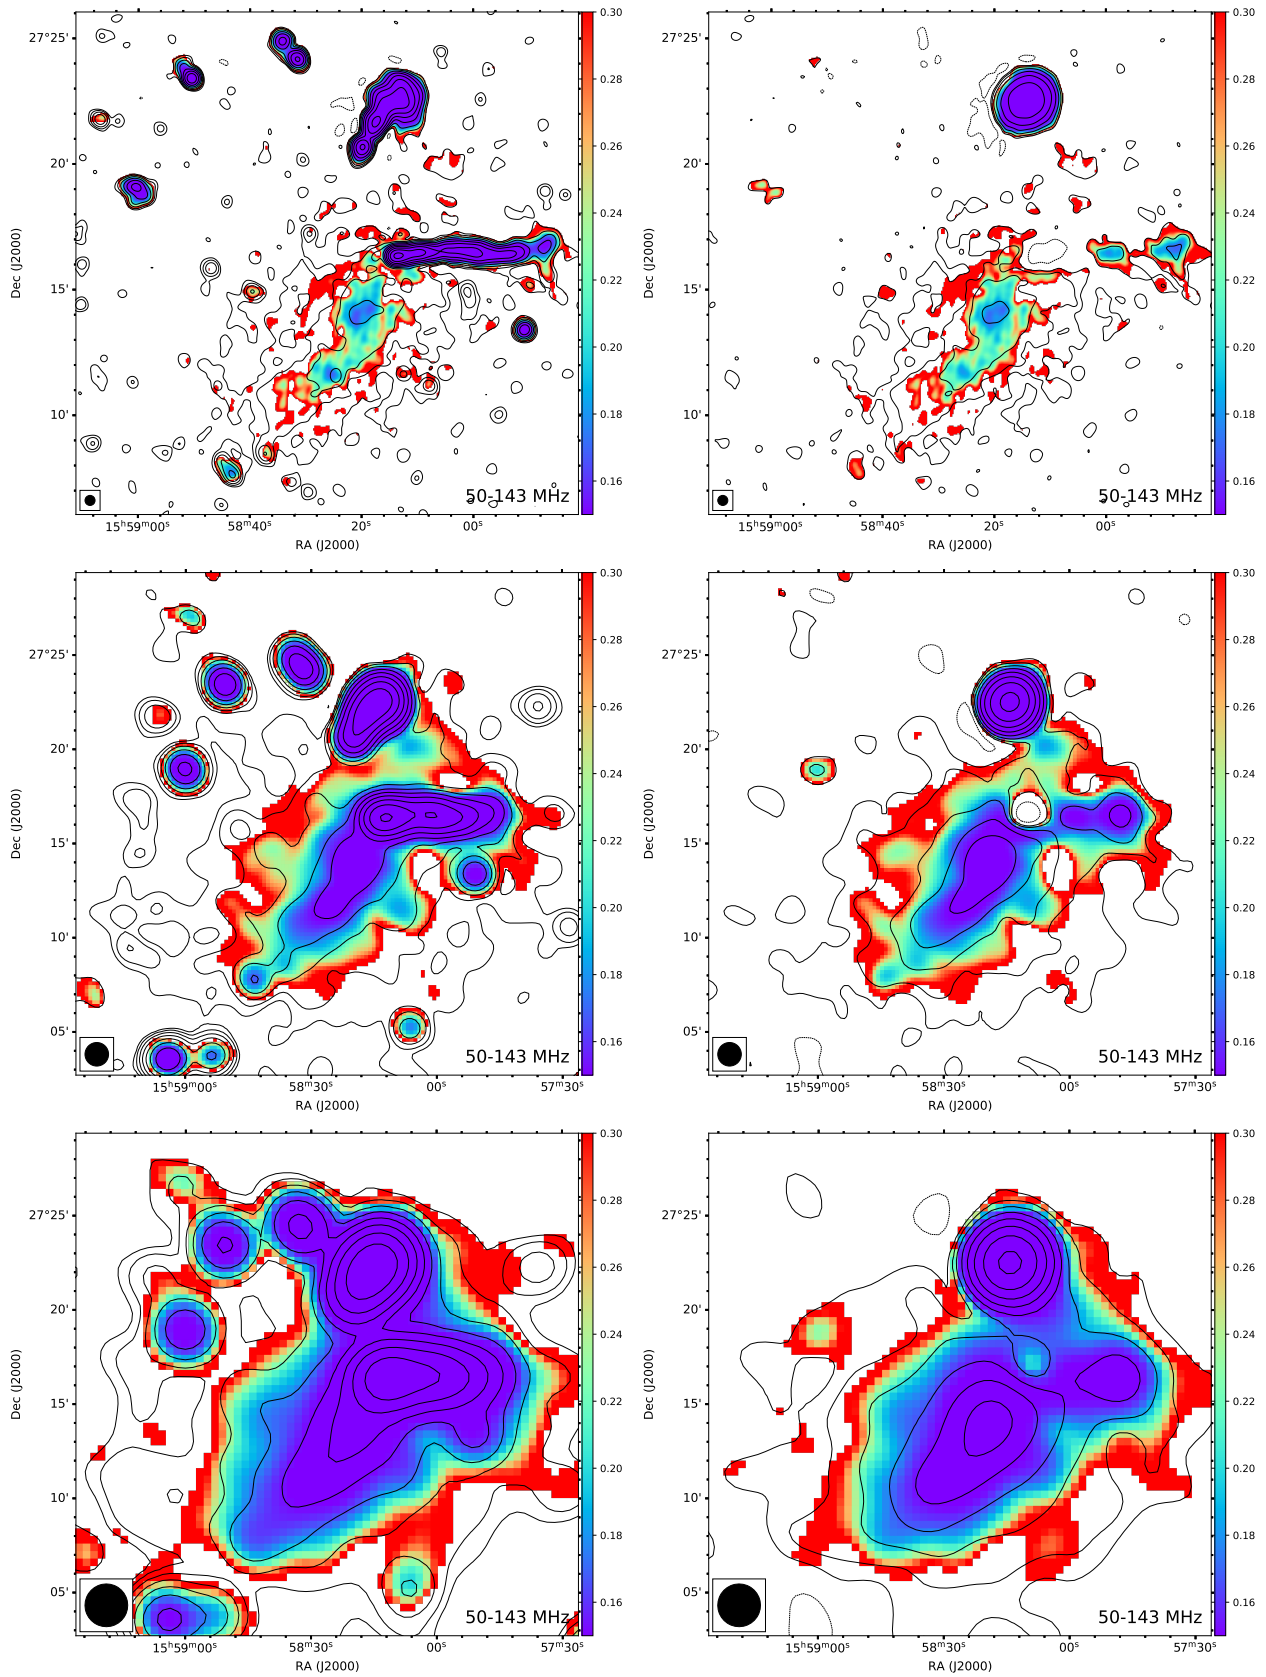 27°25'
20'
15'
10'
Dec (J2000)
15ʰ59ᵐ00ˢ
58ᵐ40ˢ
20ˢ
00ˢ
RA (J2000)
50-143 MHz
0.30
0.28
0.26
0.24
0.22
0.20
0.18
0.16
27°25'
20'
15'
10'
Dec (J2000)
15ʰ59ᵐ00ˢ
58ᵐ40ˢ
20ˢ
00ˢ
RA (J2000)
50-143 MHz
0.30
0.28
0.26
0.24
0.22
0.20
0.18
0.16
27°25'
20'
15'
10'
05'
Dec (J2000)
15ʰ59ᵐ00ˢ
58ᵐ30ˢ
00ˢ
57ᵐ30ˢ
RA (J2000)
50-143 MHz
0.30
0.28
0.26
0.24
0.22
0.20
0.18
0.16
27°25'
20'
15'
10'
05'
Dec (J2000)
15ʰ59ᵐ00ˢ
58ᵐ30ˢ
00ˢ
57ᵐ30ˢ
RA (J2000)
50-143 MHz
0.30
0.28
0.26
0.24
0.22
0.20
0.18
0.16
27°25'
20'
15'
10'
05'
Dec (J2000)
15ʰ59ᵐ00ˢ
58ᵐ30ˢ
00ˢ
57ᵐ30ˢ
RA (J2000)
50-143 MHz
0.30
0.28
0.26
0.24
0.22
0.20
0.18
0.16
27°25'
20'
15'
10'
05'
Dec (J2000)
15ʰ59ᵐ00ˢ
58ᵐ30ˢ
00ˢ
57ᵐ30ˢ
RA (J2000)
50-143 MHz
0.30
0.28
0.26
0.24
0.22
0.20
0.18
0.16